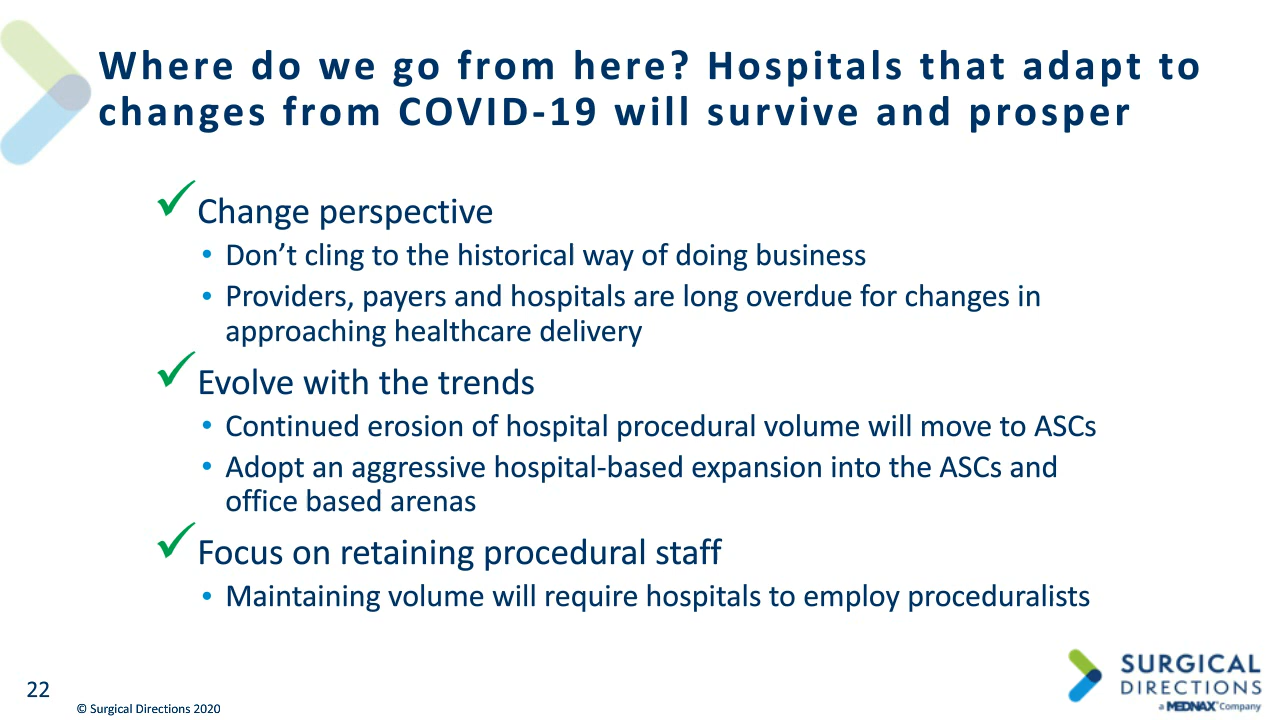 Where do we go from here? Hospitals that adapt to
changes from COVID-19 will survive and prosper
✓Change perspective
• Don’t cling to the historical way of doing business
• Providers, payers and hospitals are long overdue for changes in
approaching healthcare delivery
✓Evolve with the trends
• Continued erosion of hospital procedural volume will move to ASCs
• Adopt an aggressive hospital-based expansion into the ASCs and
office based arenas
✓Focus on retaining procedural staff
• Maintaining volume will require hospitals to employ proceduralists
SURGICAL
DIRECTIONS
a MEDNAX™ Company
22
© Surgical Directions 2020